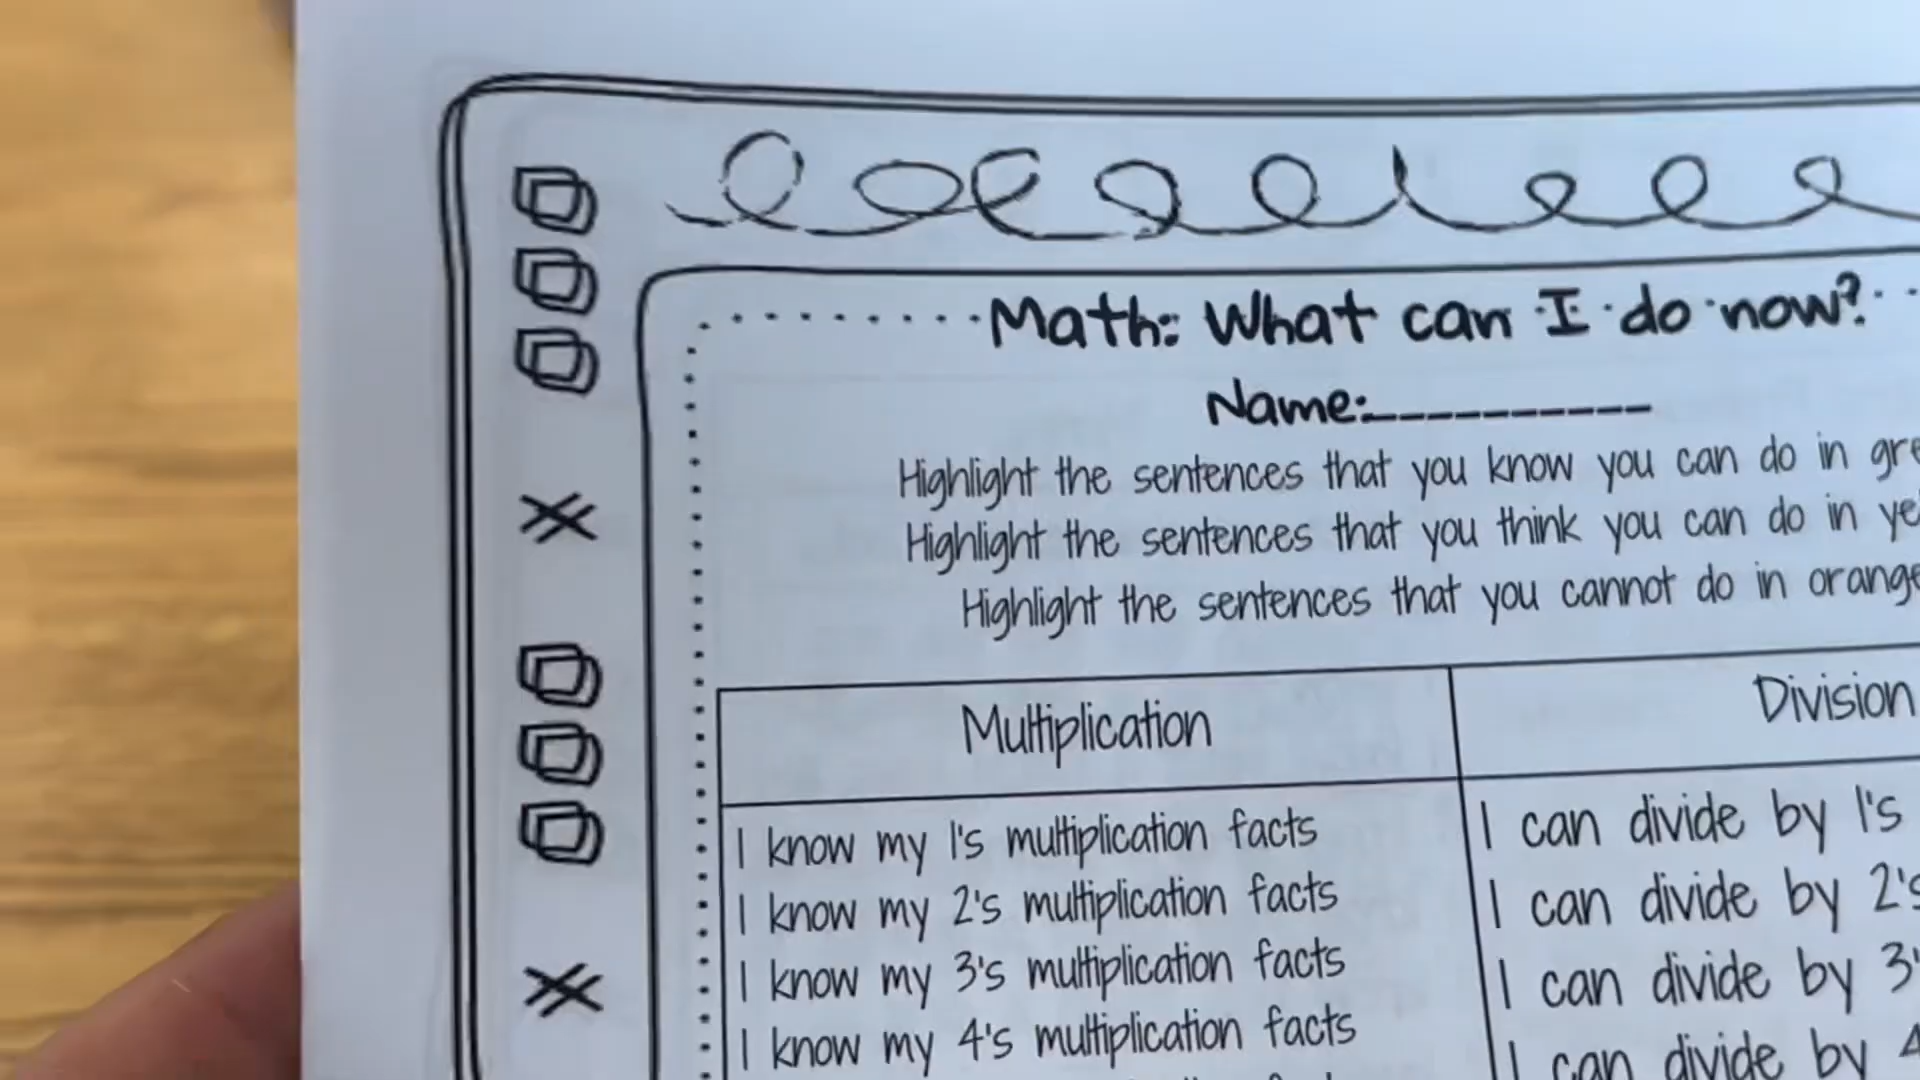 Math: What can I do now?
Name:__________
Highlight the sentences that you know you can do in
Highlight the sentences that you think you can do in
Highlight the sentences that you cannot do in orange
Multiplication
Division
I know my 1's multiplication facts
I know my 2's multiplication facts
I know my 3's multiplication facts
I know my 4's multiplication facts
I can divide by 1's
I can divide by 2's
I can divide by 3'
I can divide by 4